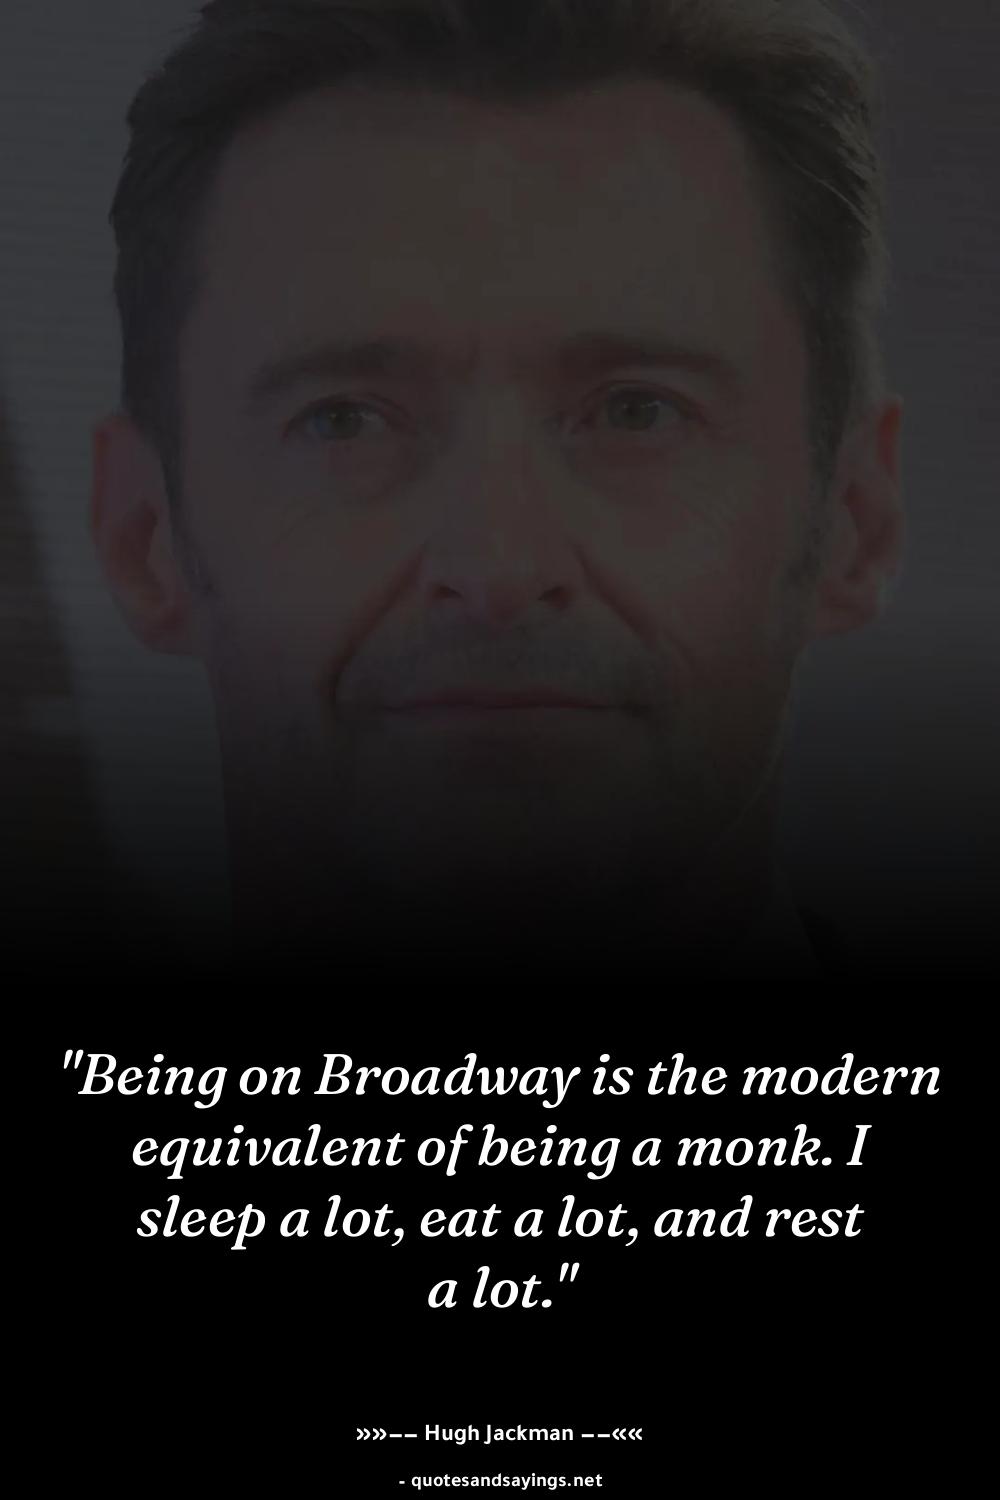 "Being on Broadway is the modern
equivalent of being a monk. I
sleep a lot, eat a lot, and rest
a lot."
»»−− Hugh Jackman −−««
- quotesandsayings.net